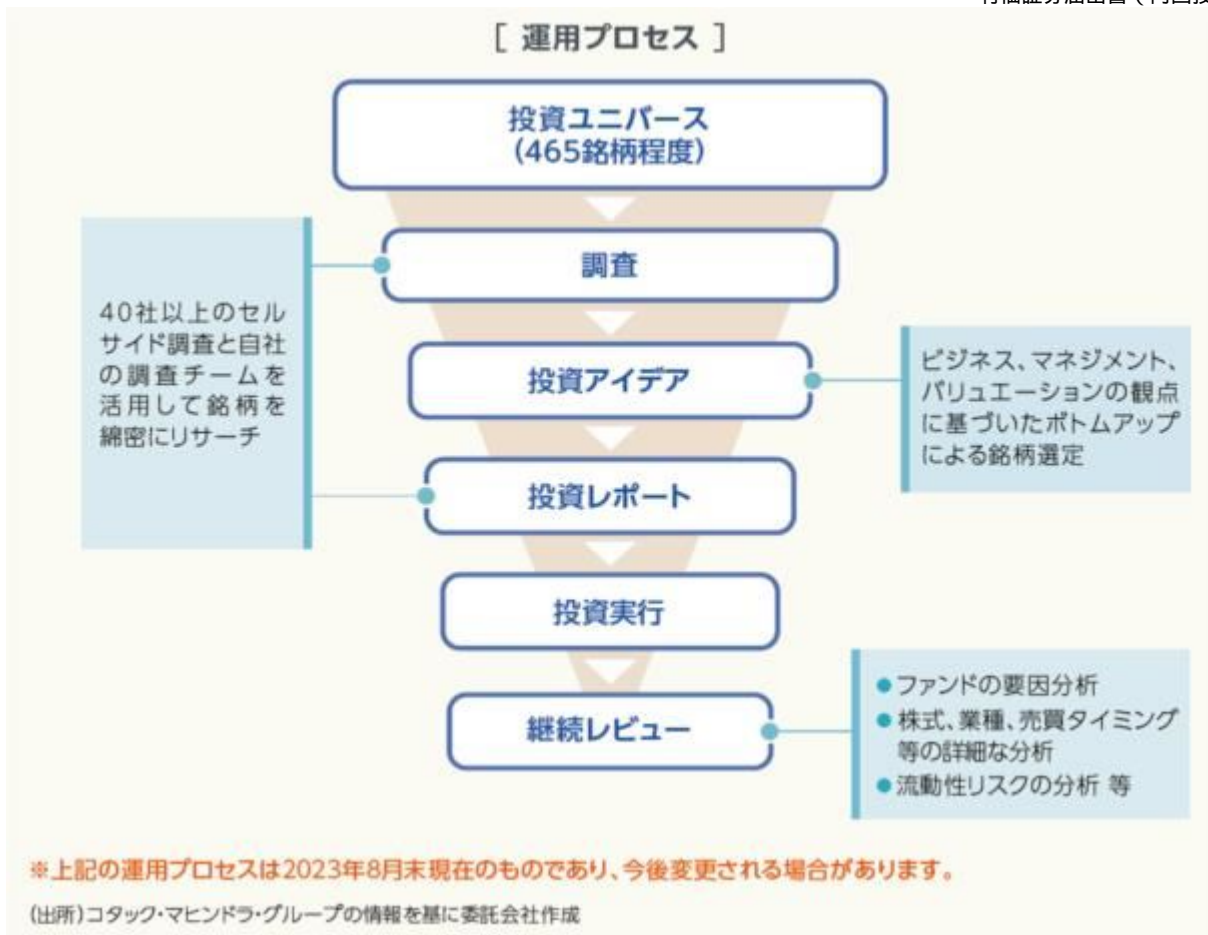 [ 運用プロセス ]
投資ユニバース
(465銘柄程度)
調査
40社以上のセル
サイド調査と自社
の調査チームを
活用して銘柄を
綿密にリサーチ
投資アイデア
ビジネス、マネジメント、
バリュエーションの観点
に基づいたボトムアップ
による銘柄選定
投資レポート
投資実行
継続レビュー
●ファンドの要因分析
●株式、業種、売買タイミング
等の詳細な分析
●流動性リスクの分析 等
※上記の運用プロセスは2023年8月末現在のものであり、今後変更される場合があります。
(出所)コタック・マヒンドラ・グループの情報を基に委託会社作成